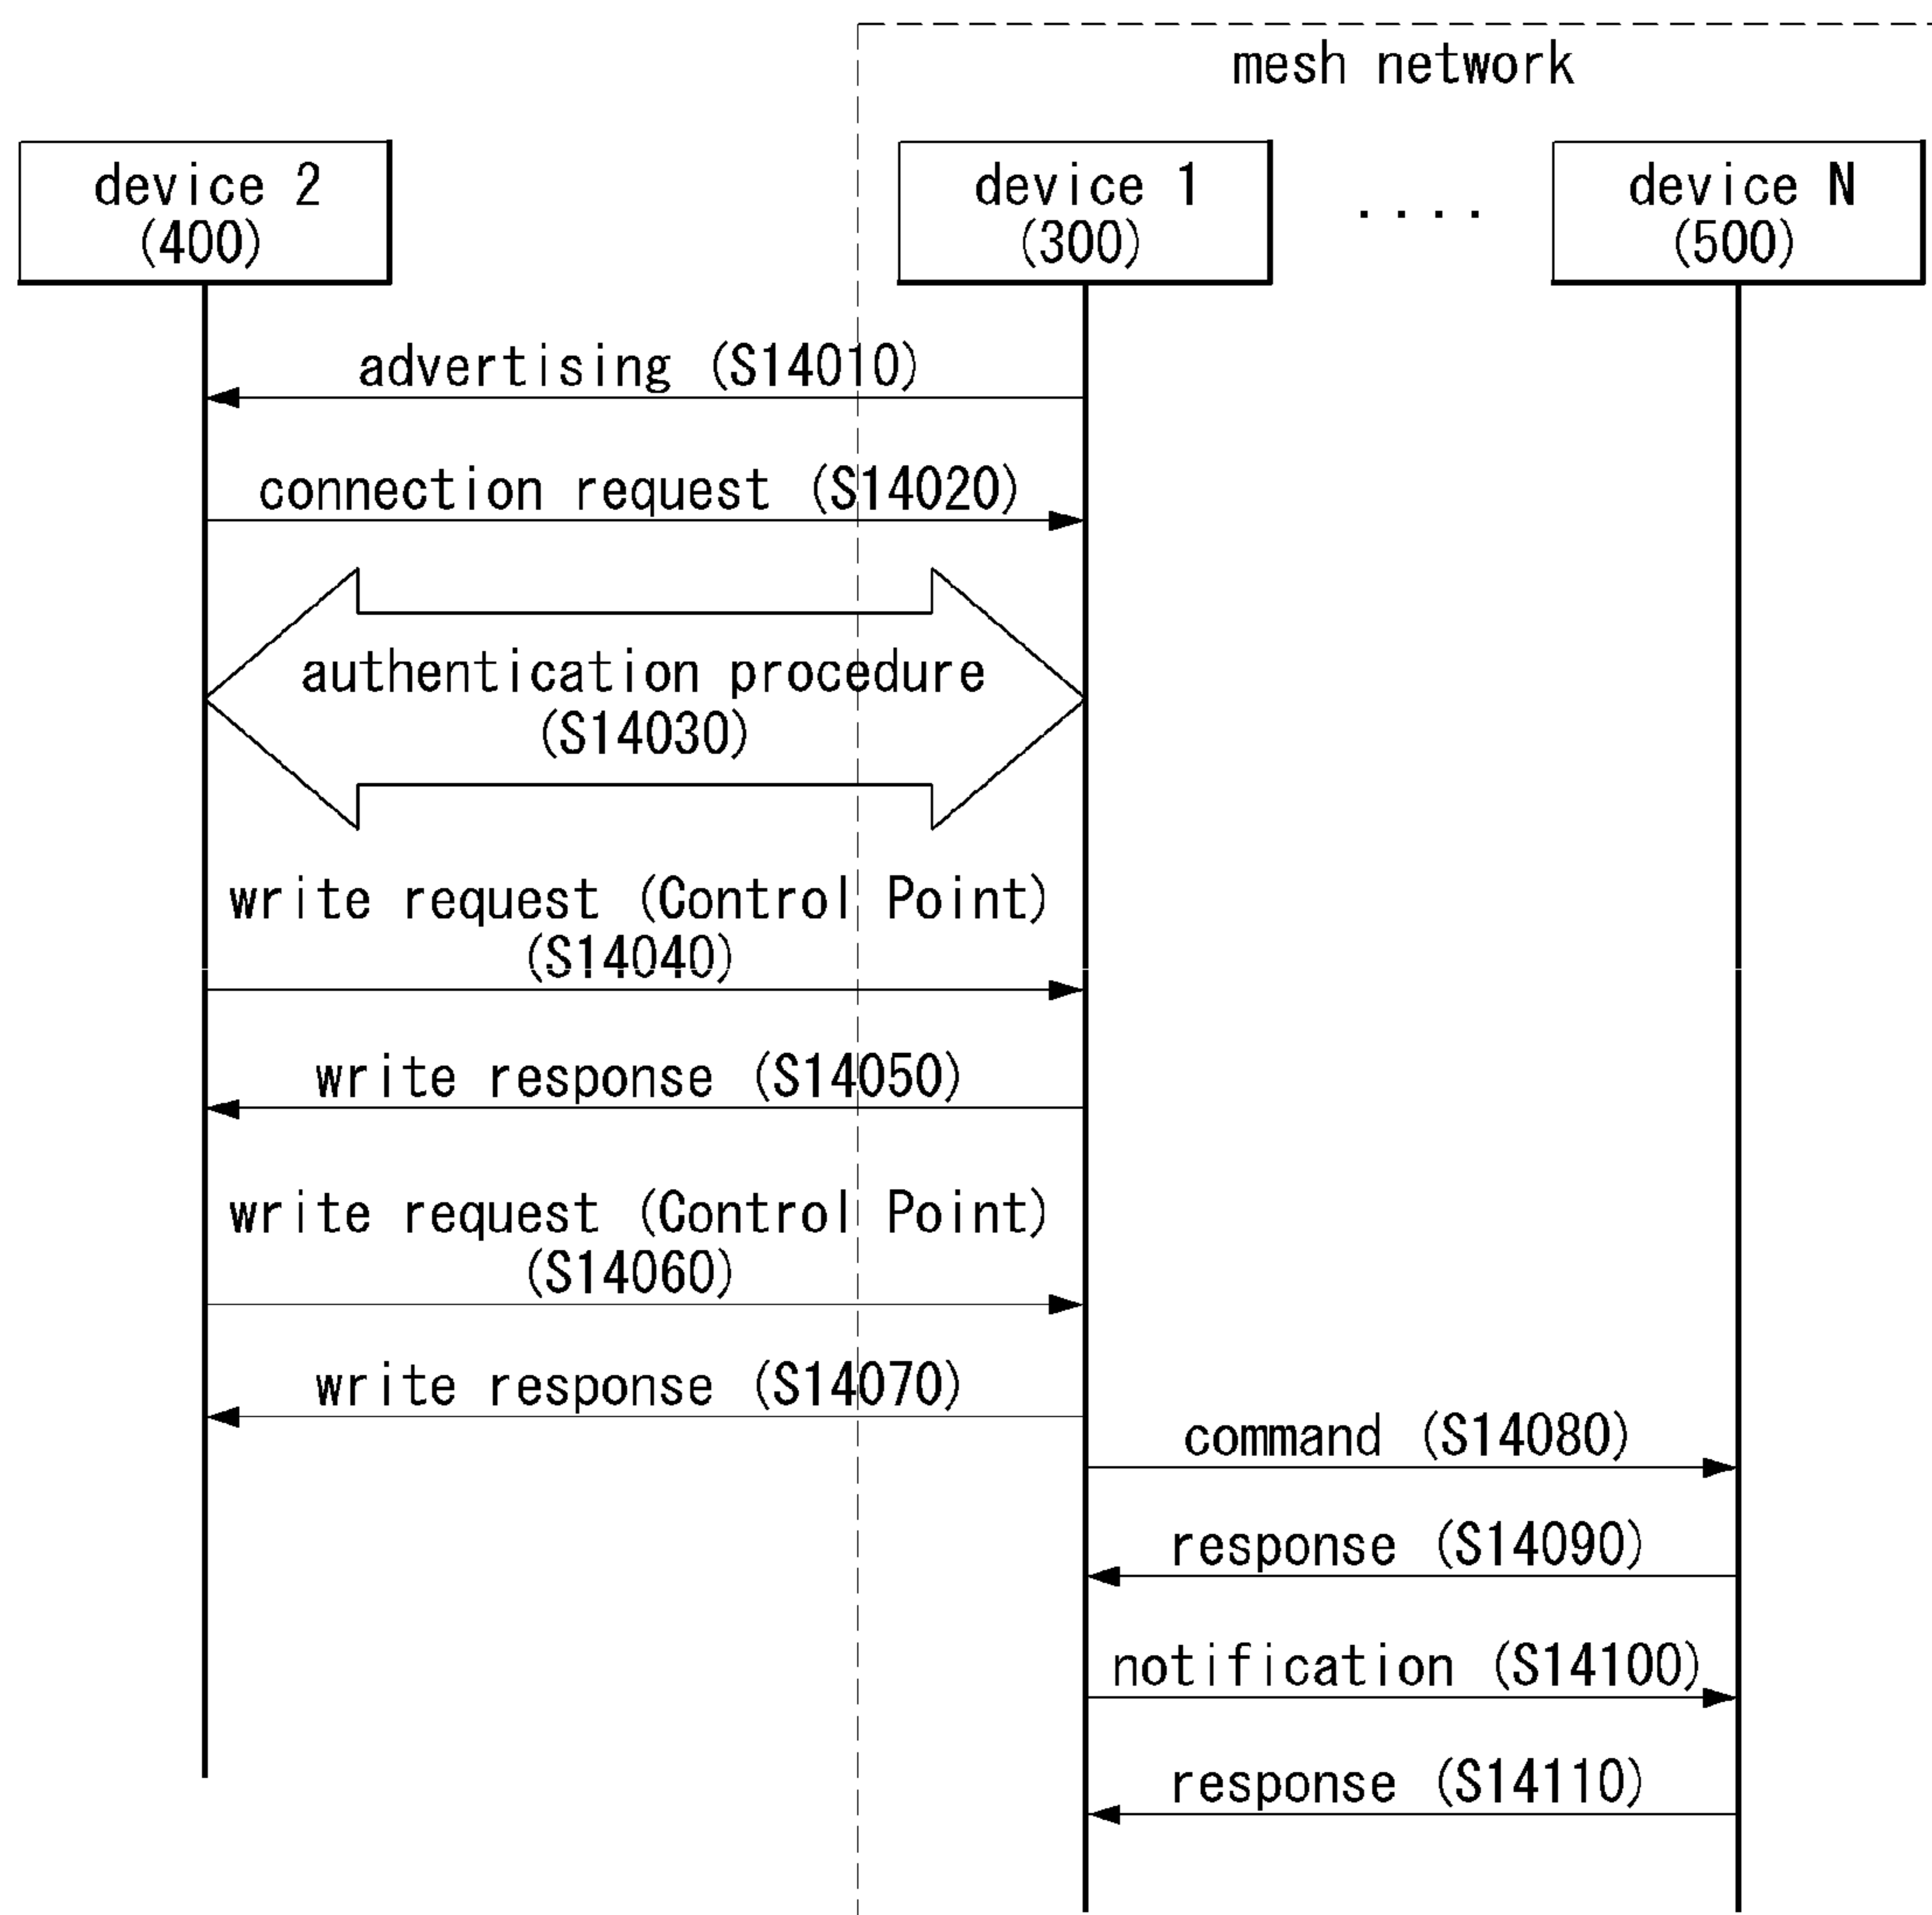 mesh network
device 2
(400)
device 1
(300)
....
device N
(500)
advertising (S14010)
connection request (S14020)
authentication procedure
(S14030)
write request (Control Point)
(S14040)
write response (S14050)
write request (Control Point)
(S14060)
write response (S14070)
command (S14080)
response (S14090)
notification (S14100)
response (S14110)